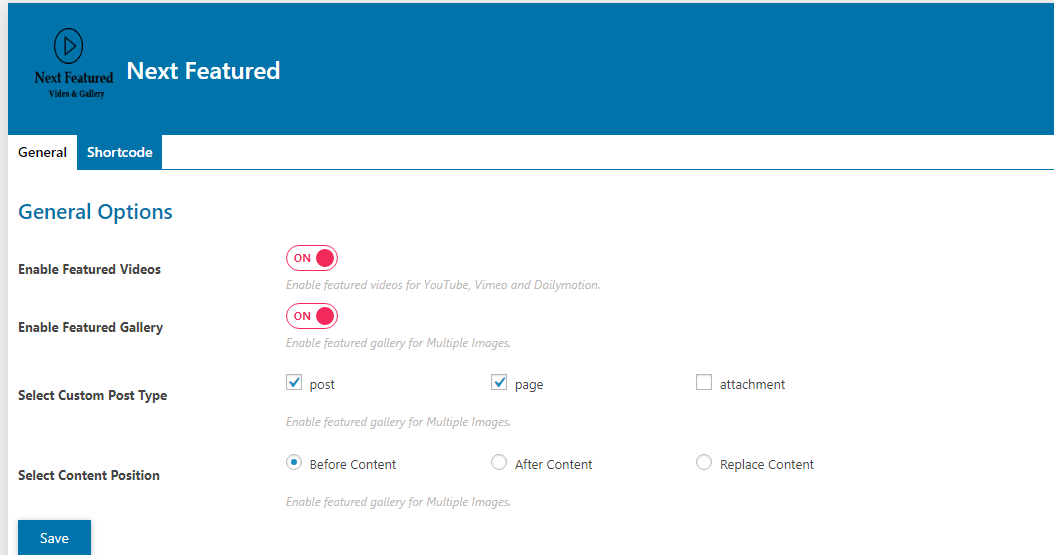 Next Featured
Video & Gallery
Next Featured
General Shortcode
General Options
Enable Featured Videos ON
Enable featured videos for YouTube, Vimeo and Dailymotion.
Enable Featured Gallery ON
Enable featured gallery for Multiple Images.
Select Custom Post Type post page attachment
Enable featured gallery for Multiple Images.
Select Content Position Before Content After Content Replace Content
Enable featured gallery for Multiple Images.
Save